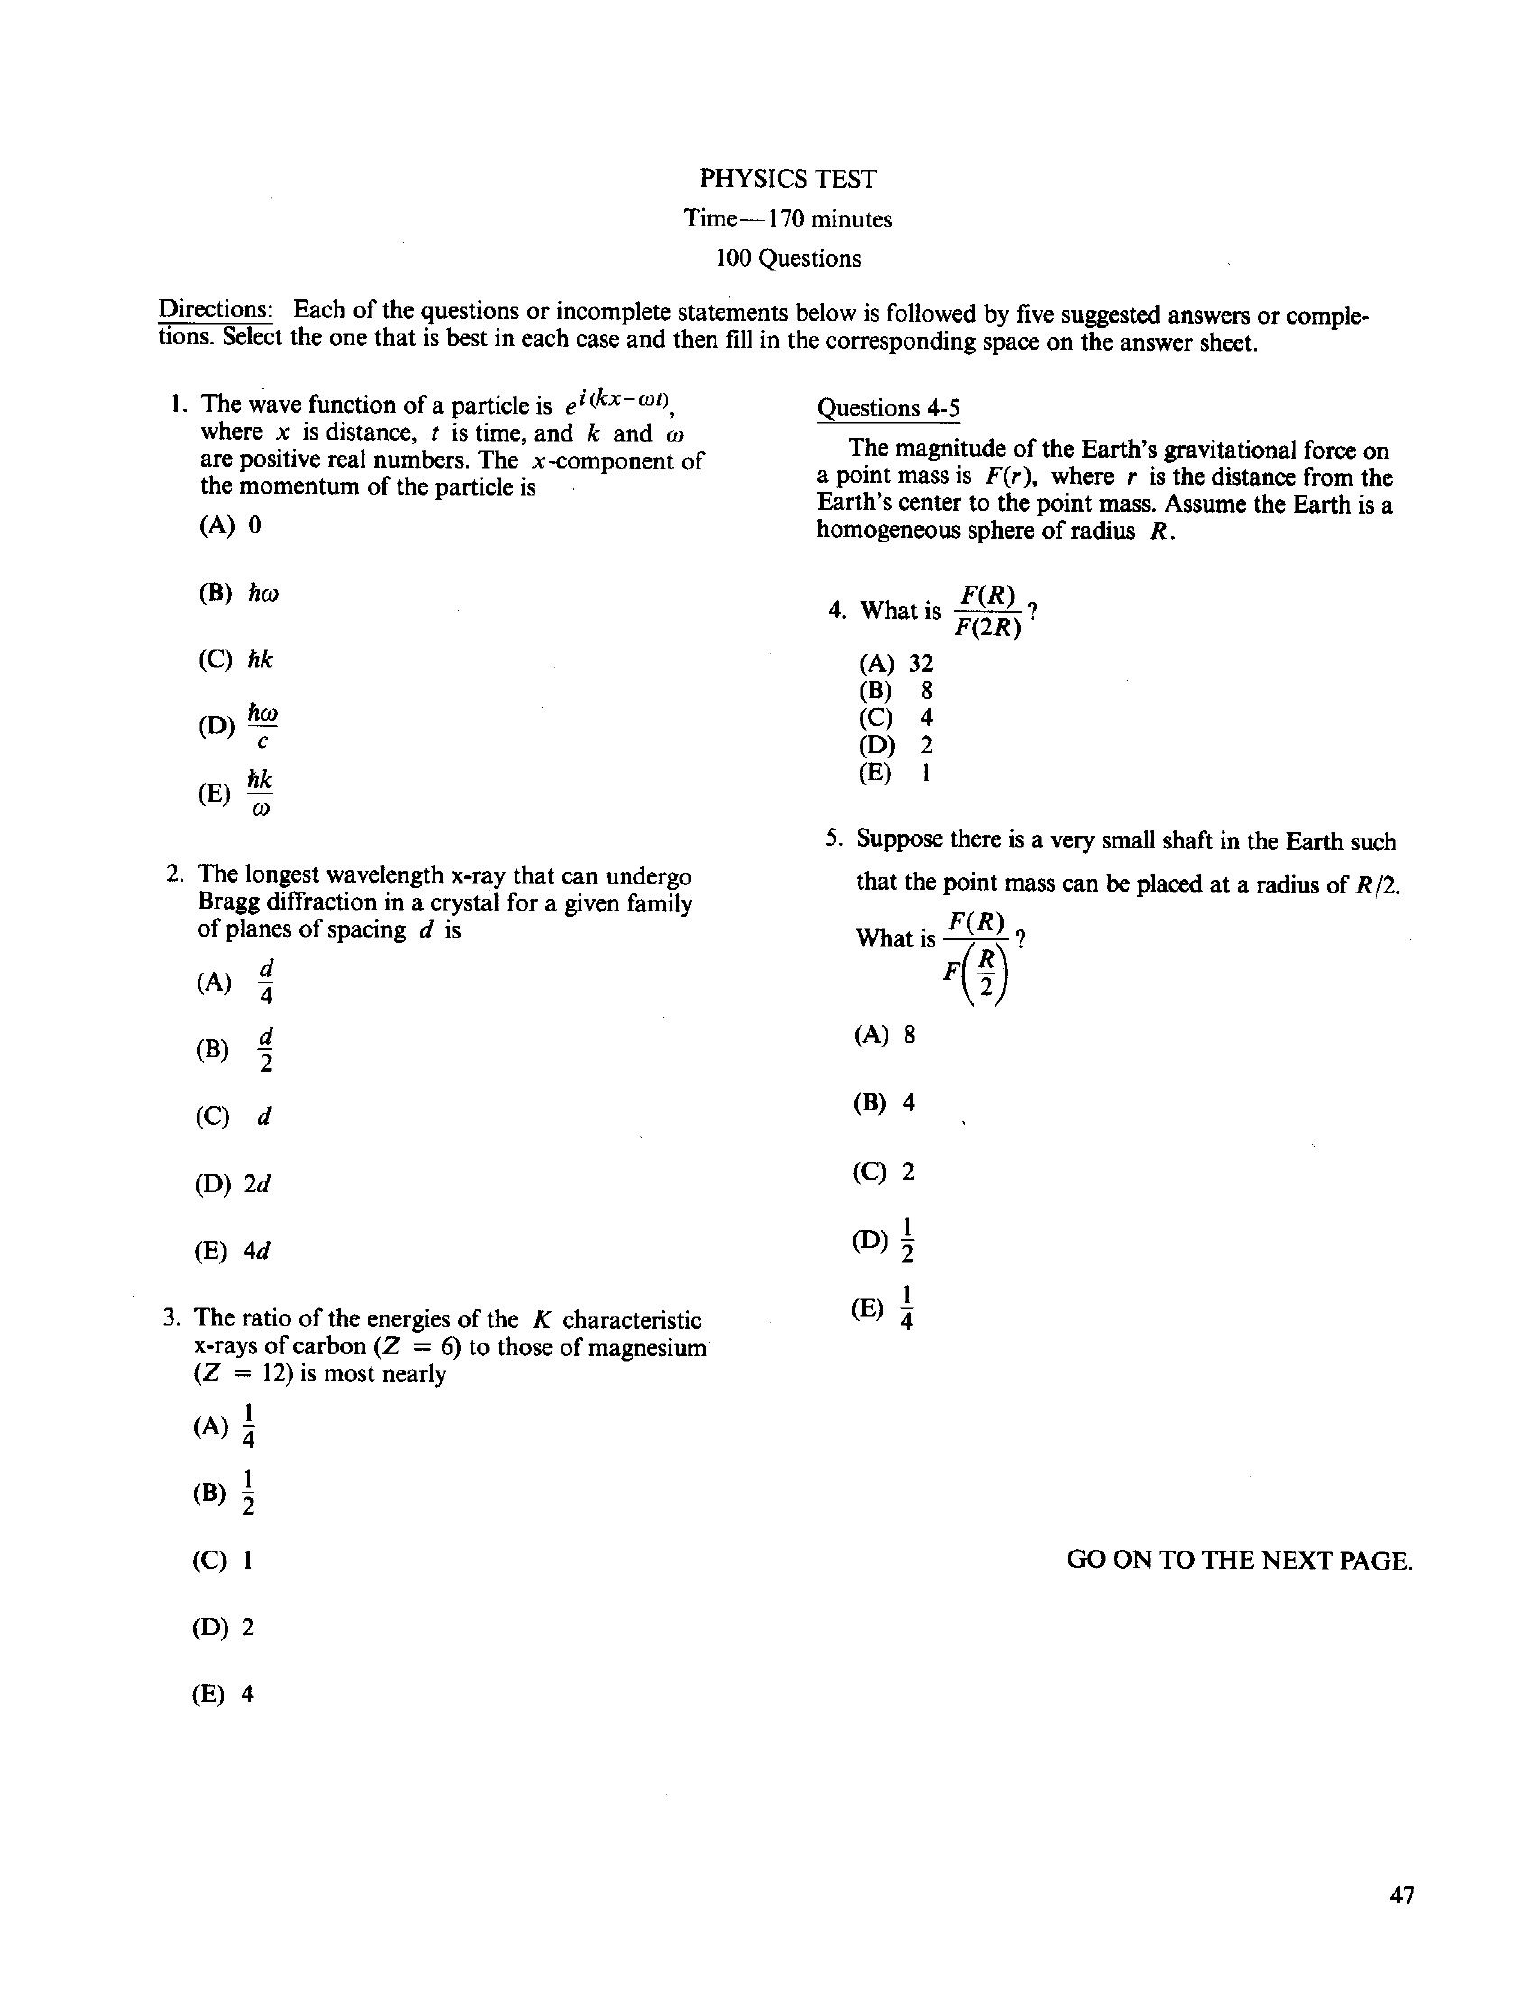 PHYSICS TEST
Time—170 minutes
100 Questions
Directions: Each of the questions or incomplete statements below is followed by five suggested answers or comple-
tions. Select the one that is best in each case and then fill in the corresponding space on the answer sheet.
1. The wave function of a particle is e^{i(kx−ωt)},
where x is distance, t is time, and k and ω
are positive real numbers. The x-component of
the momentum of the particle is
(A) 0
(B) ħω
(C) ħk
(D) ħω/c
(E) ħk/ω
2. The longest wavelength x-ray that can undergo
Bragg diffraction in a crystal for a given family
of planes of spacing d is
(A) d/4
(B) d/2
(C) d
(D) 2d
(E) 4d
3. The ratio of the energies of the K characteristic
x-rays of carbon (Z = 6) to those of magnesium
(Z = 12) is most nearly
(A) 1/4
(B) 1/2
(C) 1
(D) 2
(E) 4
Questions 4-5
The magnitude of the Earth's gravitational force on
a point mass is F(r), where r is the distance from the
Earth's center to the point mass. Assume the Earth is a
homogeneous sphere of radius R.
4. What is F(R)/F(2R)?
(A) 32
(B) 8
(C) 4
(D) 2
(E) 1
5. Suppose there is a very small shaft in the Earth such
that the point mass can be placed at a radius of R/2.
What is F(R)/F(R/2)?
(A) 8
(B) 4
(C) 2
(D) 1/2
(E) 1/4
GO ON TO THE NEXT PAGE.
47